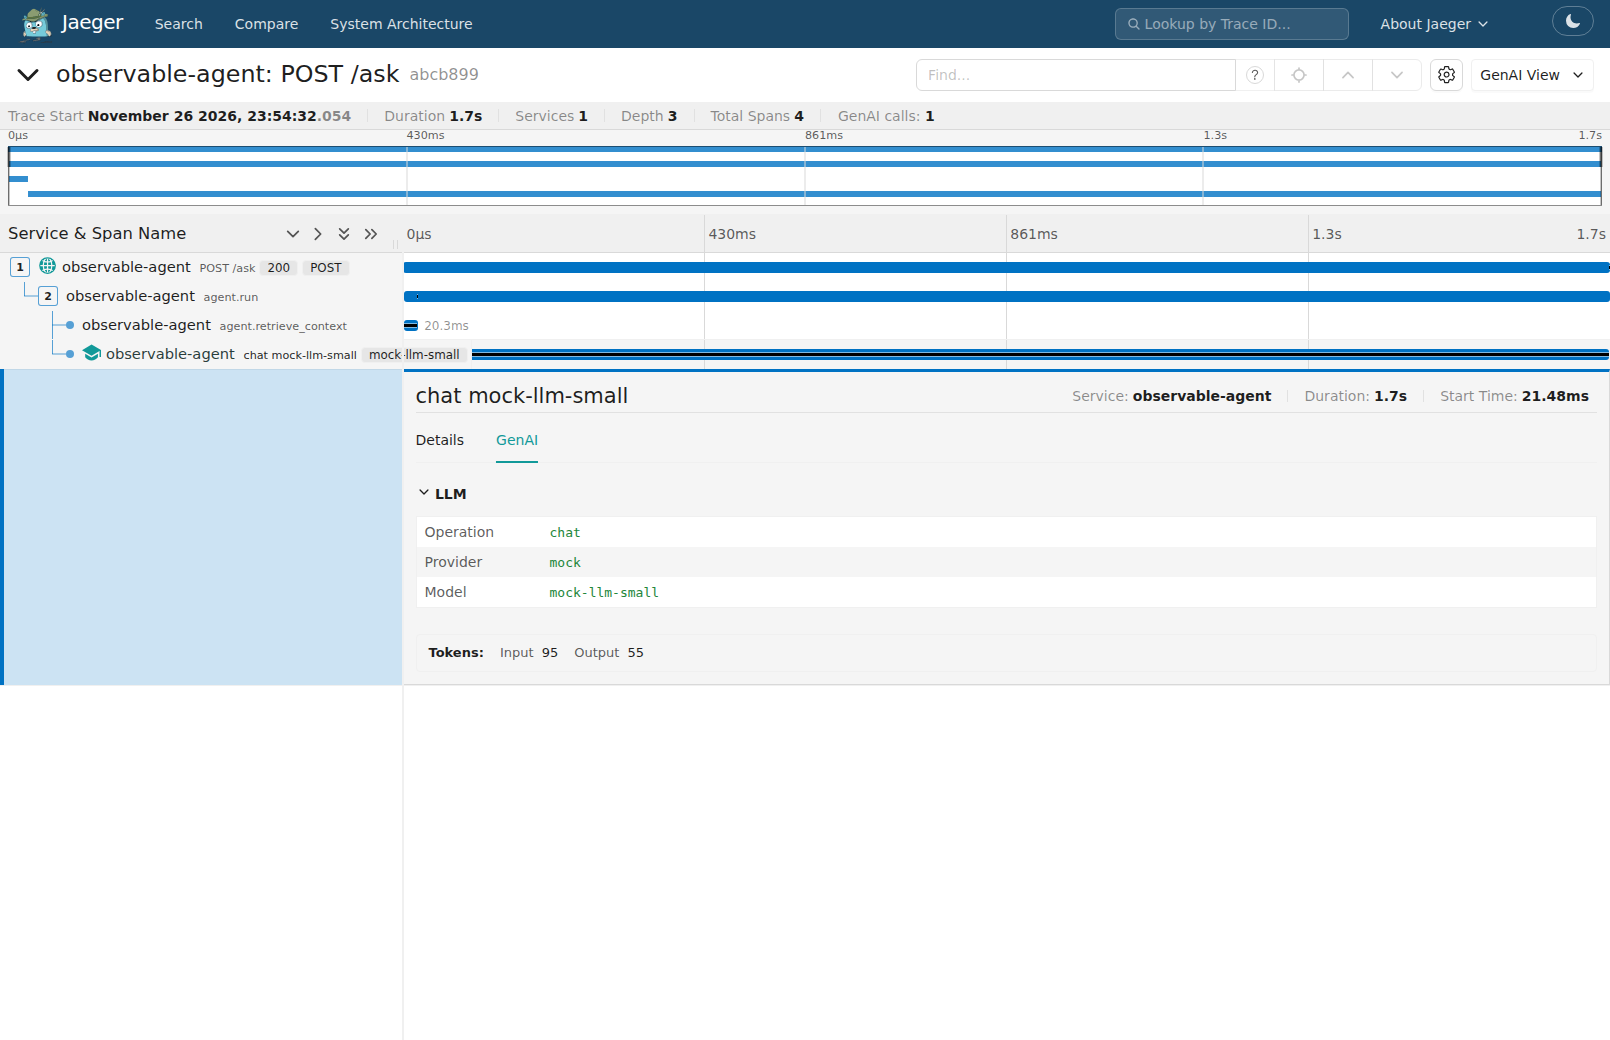 Jaeger Search Compare System Architecture Lookup by Trace ID... About Jaeger
observable-agent: POST /ask abcb899 Find... ? GenAI View
Trace Start November 26 2026, 23:54:32.054 Duration 1.7s Services 1 Depth 3 Total Spans 4 GenAI calls: 1
0μs 430ms 861ms 1.3s 1.7s
Service & Span Name 0μs 430ms 861ms 1.3s 1.7s
1 observable-agent POST /ask 200 POST
2 observable-agent agent.run
observable-agent agent.retrieve_context 20.3ms
observable-agent chat mock-llm-small mock-llm-small
chat mock-llm-small Service: observable-agent Duration: 1.7s Start Time: 21.48ms
Details GenAI
LLM
Operation chat
Provider mock
Model mock-llm-small
Tokens: Input 95 Output 55